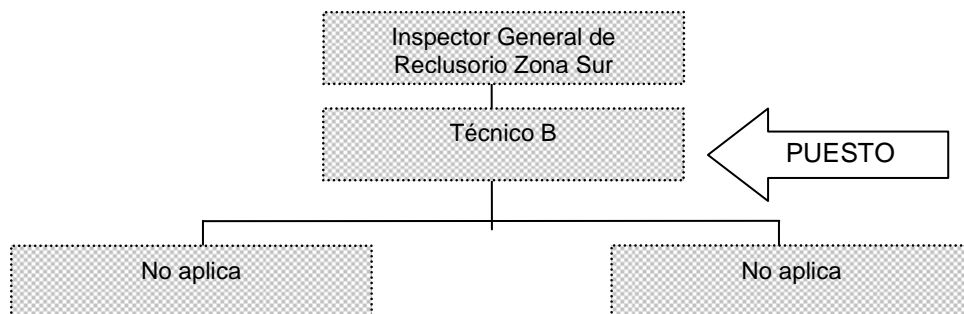 Inspector General de
Reclusorio Zona Sur
Técnico B
PUESTO
No aplica
No aplica